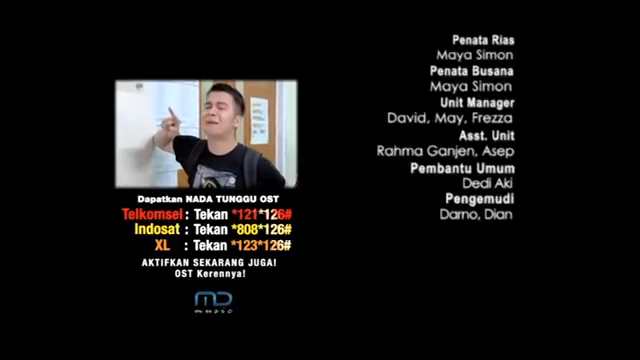 Penata Rias
Maya Simon
Penata Busana
Maya Simon
Unit Manager
David, May, Frezza
Asst. Unit
Rahma Ganjen, Asep
Pembantu Umum
Dedi Aki
Pengemudi
Darno, Dian
Dapatkan NADA TUNGGU OST
Telkomsel : Tekan *121*126#
Indosat : Tekan *808*126#
XL : Tekan *123*126#
AKTIFKAN SEKARANG JUGA!
OST Kerennya!
MD
music